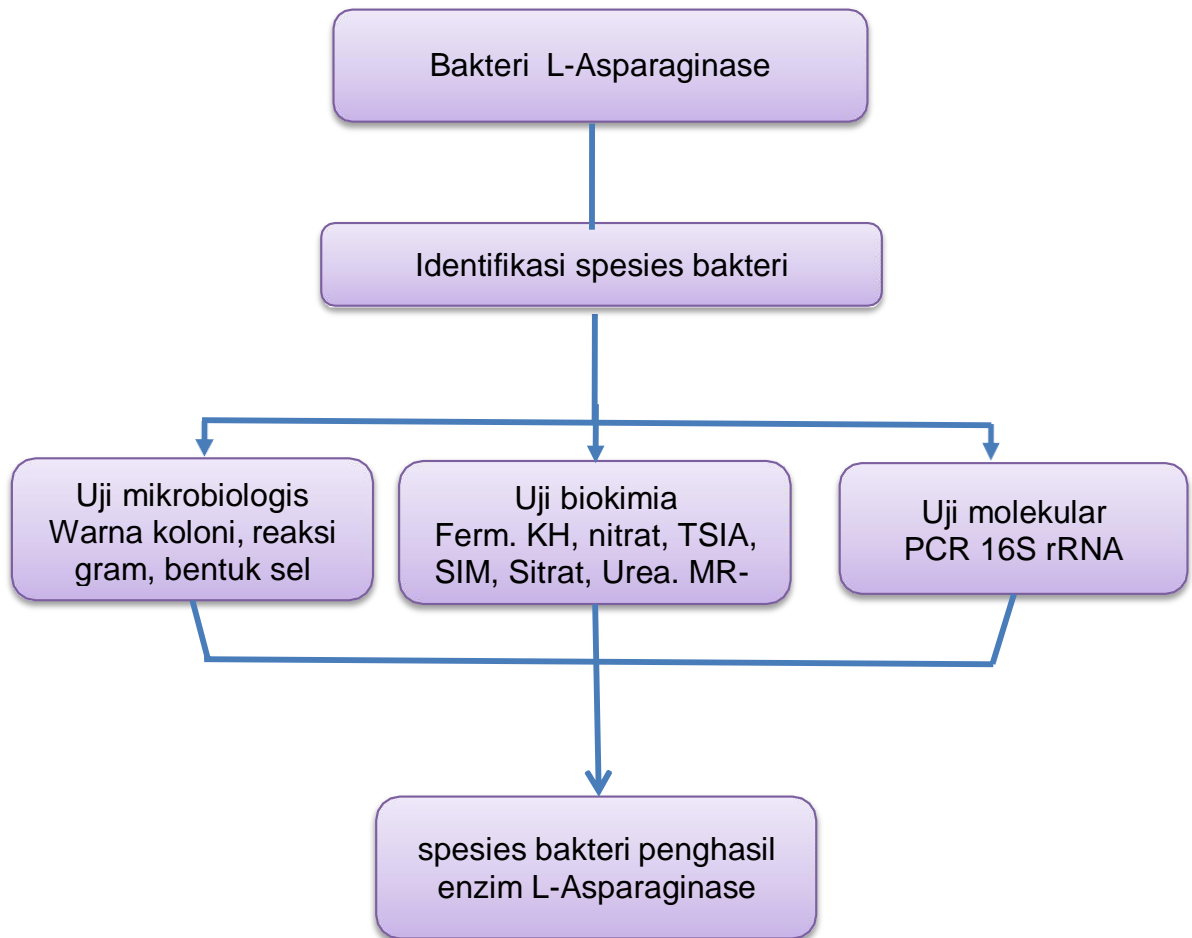 Bakteri L-Asparaginase
Identifikasi spesies bakteri
Uji mikrobiologis
Warna koloni, reaksi
gram, bentuk sel
Uji biokimia
Ferm. KH, nitrat, TSIA,
SIM, Sitrat, Urea. MR-
Uji molekular
PCR 16S rRNA
spesies bakteri penghasil
enzim L-Asparaginase